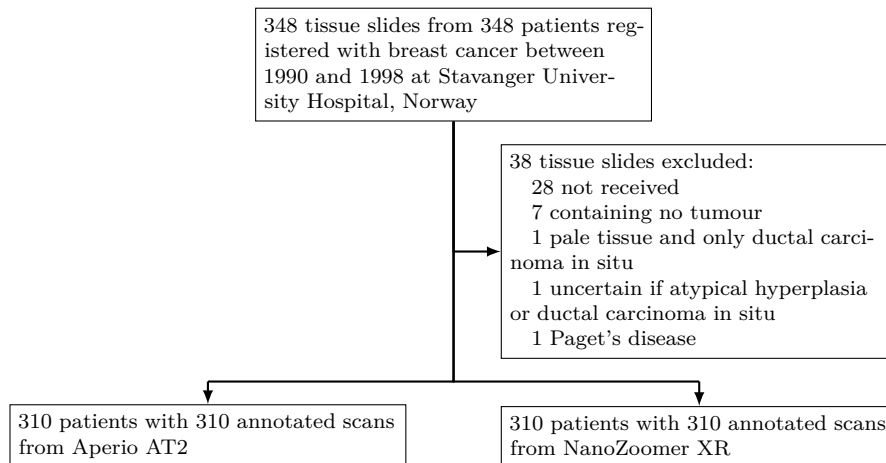 348 tissue slides from 348 patients reg-
istered with breast cancer between
1990 and 1998 at Stavanger Univer-
sity Hospital, Norway
38 tissue slides excluded:
28 not received
7 containing no tumour
1 pale tissue and only ductal carci-
noma in situ
1 uncertain if atypical hyperplasia
or ductal carcinoma in situ
1 Paget's disease
310 patients with 310 annotated scans
from Aperio AT2
310 patients with 310 annotated scans
from NanoZoomer XR